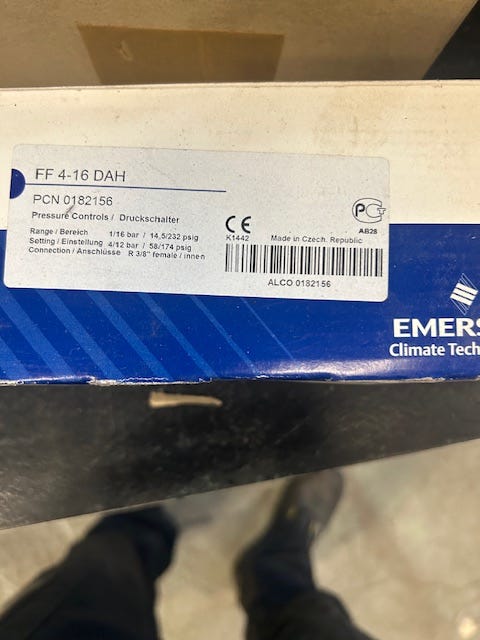 FF 4-16 DAH
PCN 0182156
Pressure Controls / Druckschalter
Range / Bereich 1/16 bar / 14,5/232 psig
Setting / Einstellung 4/12 bar / 58/174 psig
Connection / Anschlüsse R 3/8" female / innen
CE
K1442
Made in Czech. Republic
AB28
ALCO 0182156
EMERS
Climate Tech